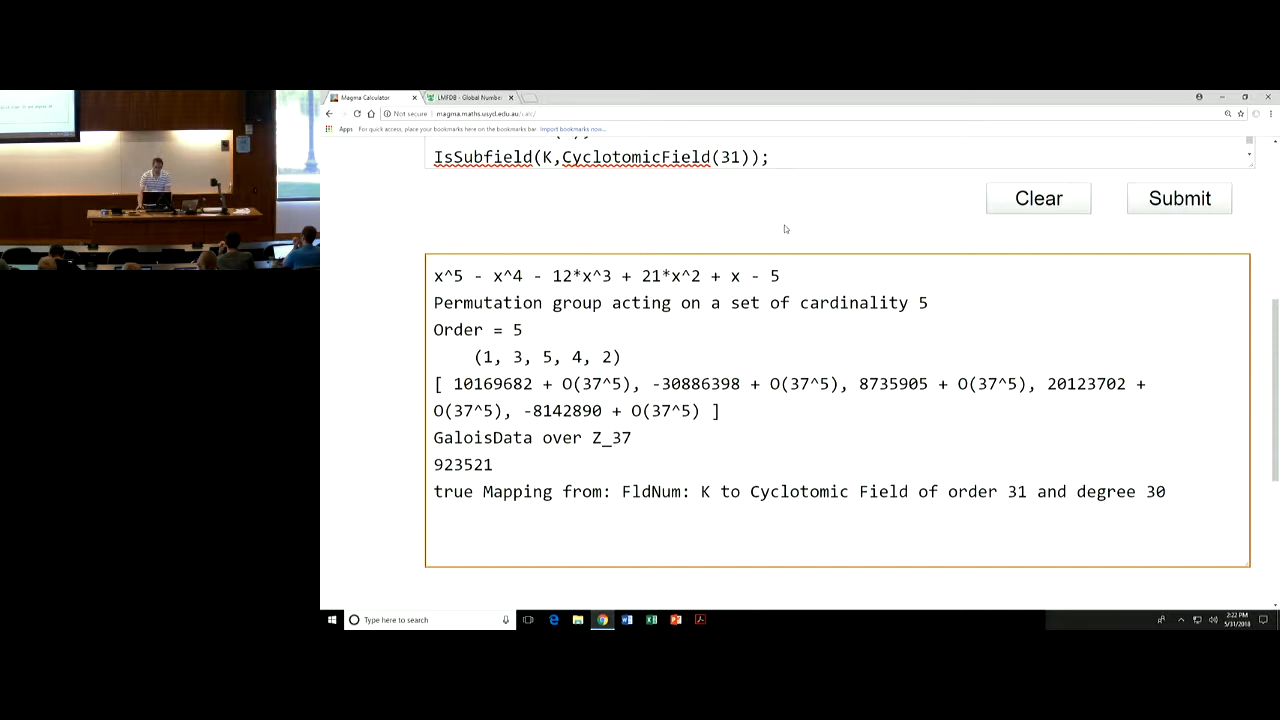 Magma Calculator
LMFDB - Global Number
Not secure | magma.maths.usyd.edu.au/calc/
Apps For quick access, place your bookmarks here on the bookmarks bar. Import bookmarks now...
IsSubfield(K,CyclotomicField(31));
Clear Submit
x^5 - x^4 - 12*x^3 + 21*x^2 + x - 5
Permutation group acting on a set of cardinality 5
Order = 5
(1, 3, 5, 4, 2)
[ 10169682 + O(37^5), -30886398 + O(37^5), 8735905 + O(37^5), 20123702 +
O(37^5), -8142890 + O(37^5) ]
GaloisData over Z_37
923521
true Mapping from: FldNum: K to Cyclotomic Field of order 31 and degree 30
Type here to search
2:22 PM
5/31/2018